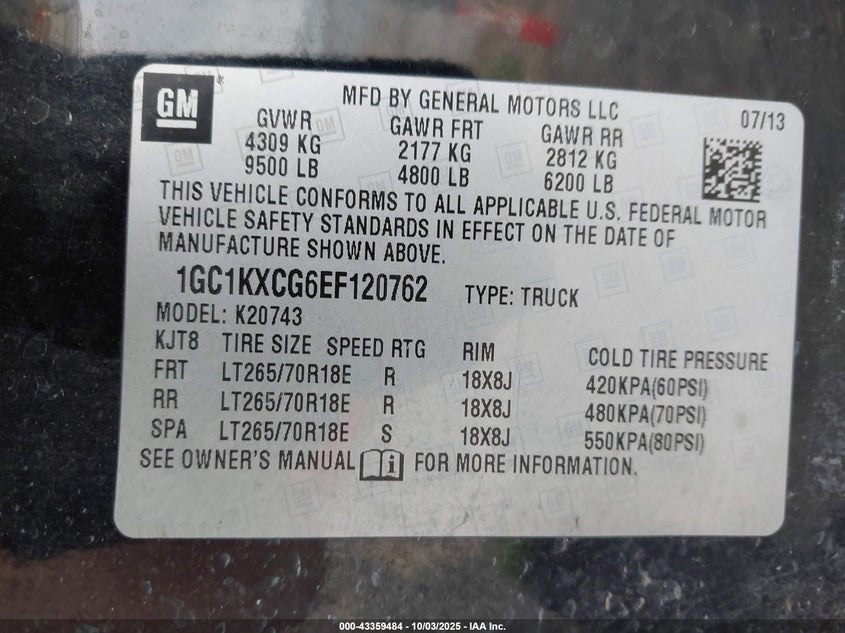 GM
MFD BY GENERAL MOTORS LLC
07/13
GVWR GAWR FRT GAWR RR
4309 KG 2177 KG 2812 KG
9500 LB 4800 LB 6200 LB
THIS VEHICLE CONFORMS TO ALL APPLICABLE U.S. FEDERAL MOTOR
VEHICLE SAFETY STANDARDS IN EFFECT ON THE DATE OF
MANUFACTURE SHOWN ABOVE.
1GC1KXCG6EF120762 TYPE: TRUCK
MODEL: K20743
KJT8 TIRE SIZE SPEED RTG RIM COLD TIRE PRESSURE
FRT LT265/70R18E R 18X8J 420KPA(60PSI)
RR LT265/70R18E R 18X8J 480KPA(70PSI)
SPA LT265/70R18E S 18X8J 550KPA(80PSI)
SEE OWNER'S MANUAL i FOR MORE INFORMATION.
000-43359484 - 10/03/2025 - IAA Inc.